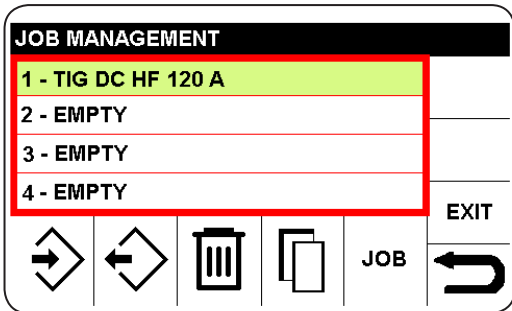 JOB MANAGEMENT
1 - TIG DC HF 120 A
2 - EMPTY
3 - EMPTY
4 - EMPTY
EXIT
JOB